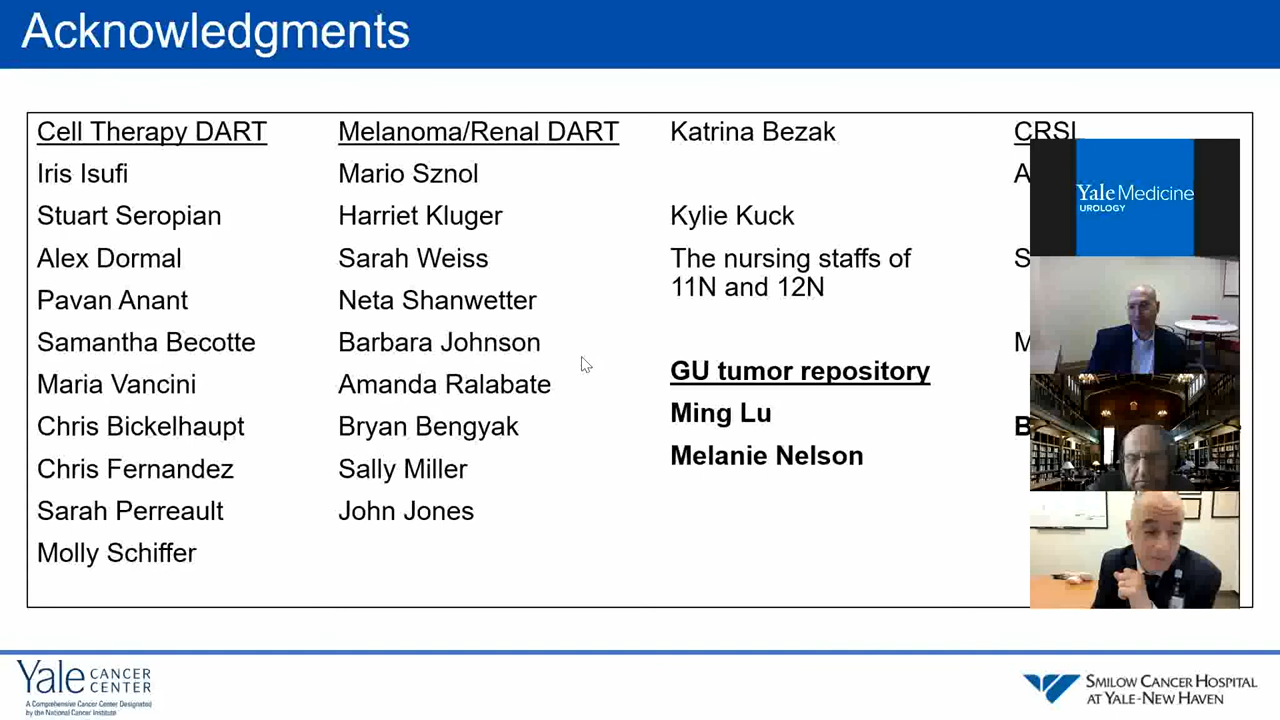 Acknowledgments
Cell Therapy DART
Iris Isufi
Stuart Seropian
Alex Dormal
Pavan Anant
Samantha Becotte
Maria Vancini
Chris Bickelhaupt
Chris Fernandez
Sarah Perreault
Molly Schiffer
Melanoma/Renal DART
Mario Sznol
Harriet Kluger
Sarah Weiss
Neta Shanwetter
Barbara Johnson
Amanda Ralabate
Bryan Bengyak
Sally Miller
John Jones
Katrina Bezak
Kylie Kuck
The nursing staffs of
11N and 12N
GU tumor repository
Ming Lu
Melanie Nelson
Yale Medicine
UROLOGY
Yale CANCER
CENTER
A Comprehensive Cancer Center Designated
by the National Cancer Institute
SMILOW CANCER HOSPITAL
AT YALE-NEW HAVEN